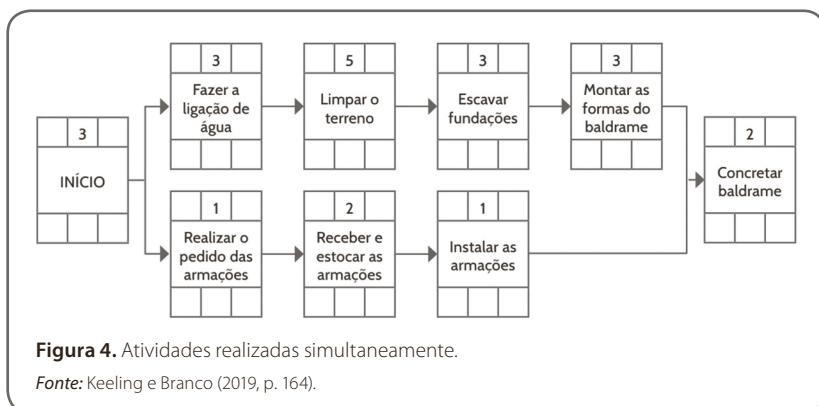 3
5
3
3
Fazer a
ligação de
água
Limpar o
terreno
Escavar
fundações
Montar as
formas do
baldrame
3
INÍCIO
2
Concretar
baldrame
1
2
1
Realizar o
pedido das
armações
Receber e
estocar as
armações
Instalar as
armações
Figura 4. Atividades realizadas simultaneamente.
Fonte: Keeling e Branco (2019, p. 164).